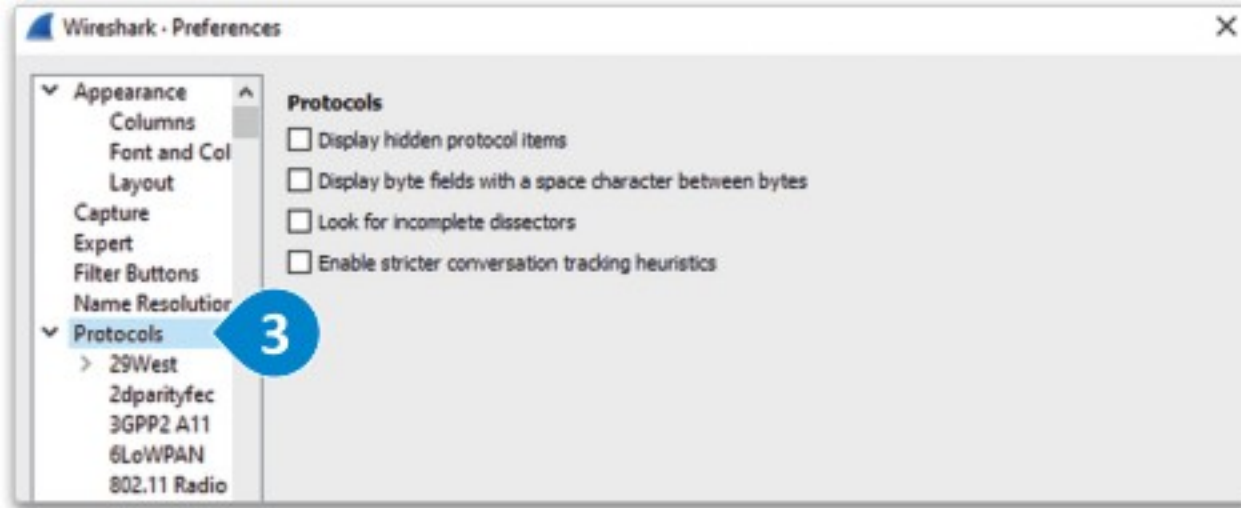 Wireshark - Preferences
Appearance
Columns
Font and Col
Layout
Capture
Expert
Filter Buttons
Name Resolution
Protocols
29West
2dparityfec
3GPP2 A11
6LoWPAN
802.11 Radio
3
Protocols
Display hidden protocol items
Display byte fields with a space character between bytes
Look for incomplete dissectors
Enable stricter conversation tracking heuristics